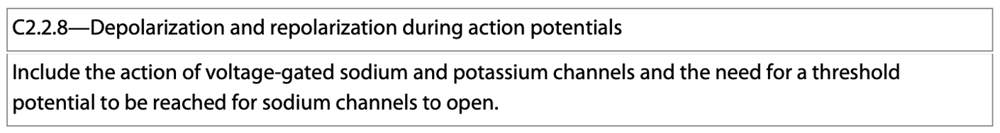 C2.2.8—Depolarization and repolarization during action potentials
Include the action of voltage-gated sodium and potassium channels and the need for a threshold
potential to be reached for sodium channels to open.